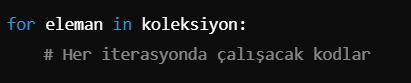 for eleman in koleksiyon:
    # Her iterasyonda çalışacak kodlar